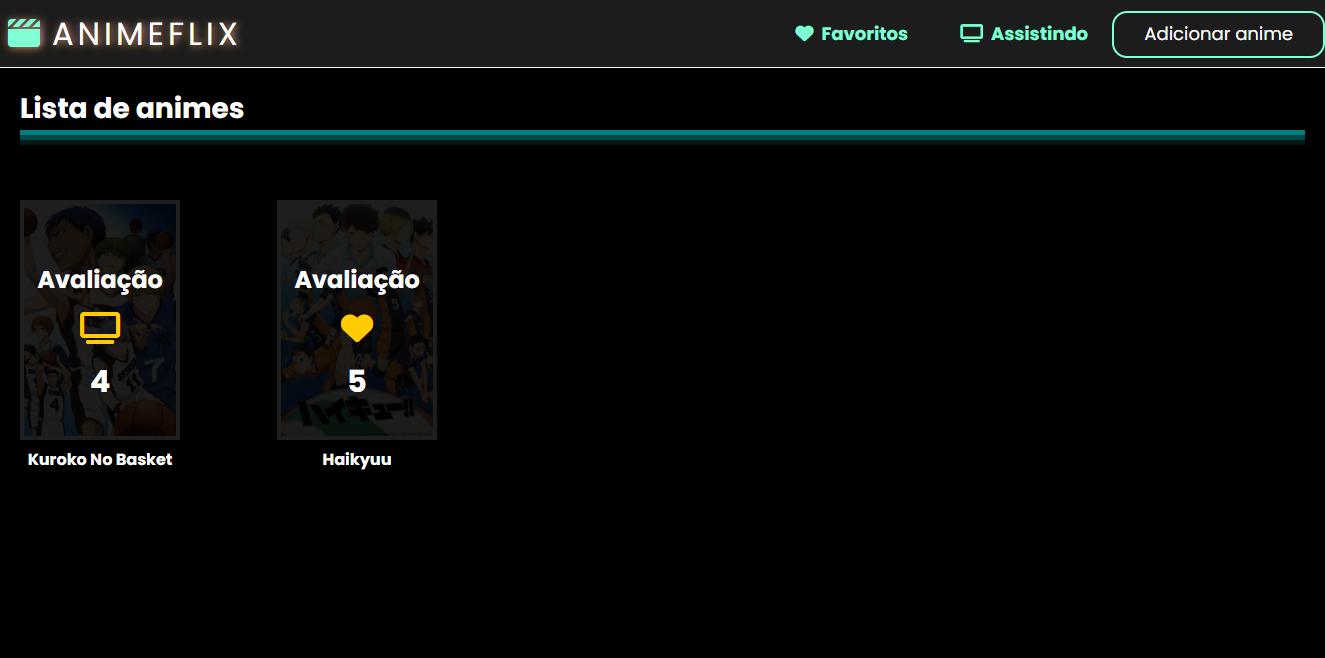 ANIMEFLIX
Favoritos
Assistindo
Adicionar anime
Lista de animes
Avaliação
4
Kuroko No Basket
Avaliação
5
ハイキュー!!
Haikyuu